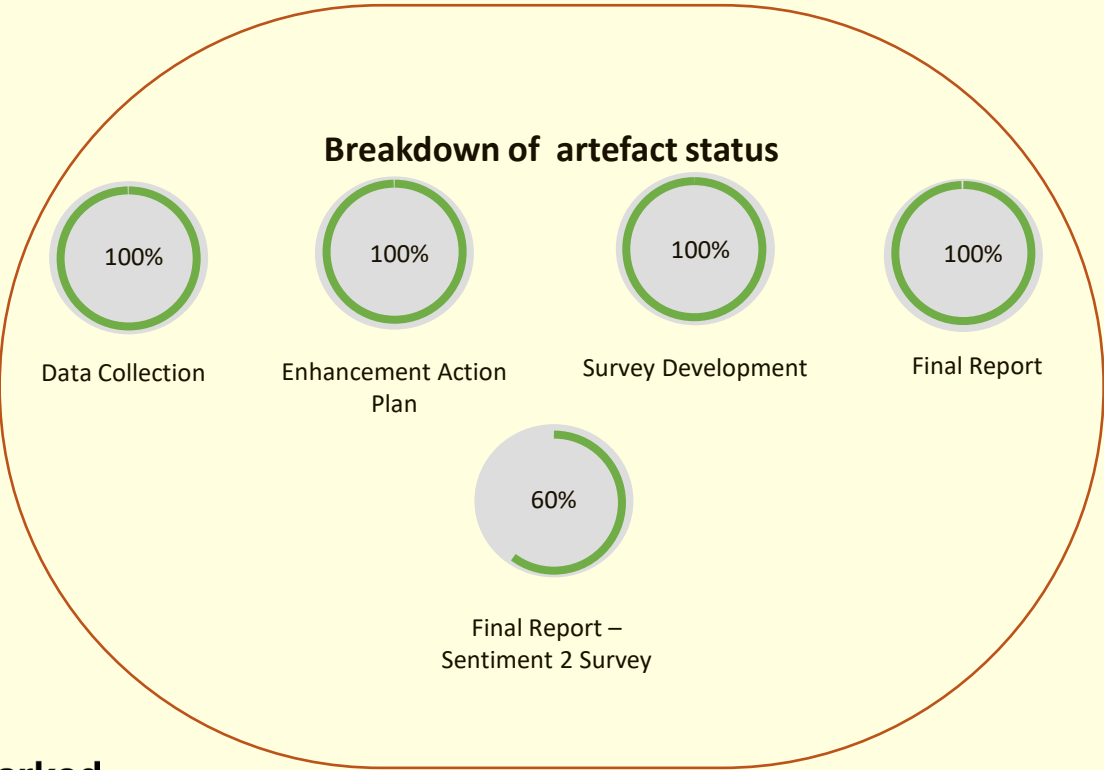 Breakdown of  artefact status
100%
100%
100%
100%
Data Collection
Enhancement Action
Plan
Survey Development
Final Report
60%
Final Report –
Sentiment 2 Survey